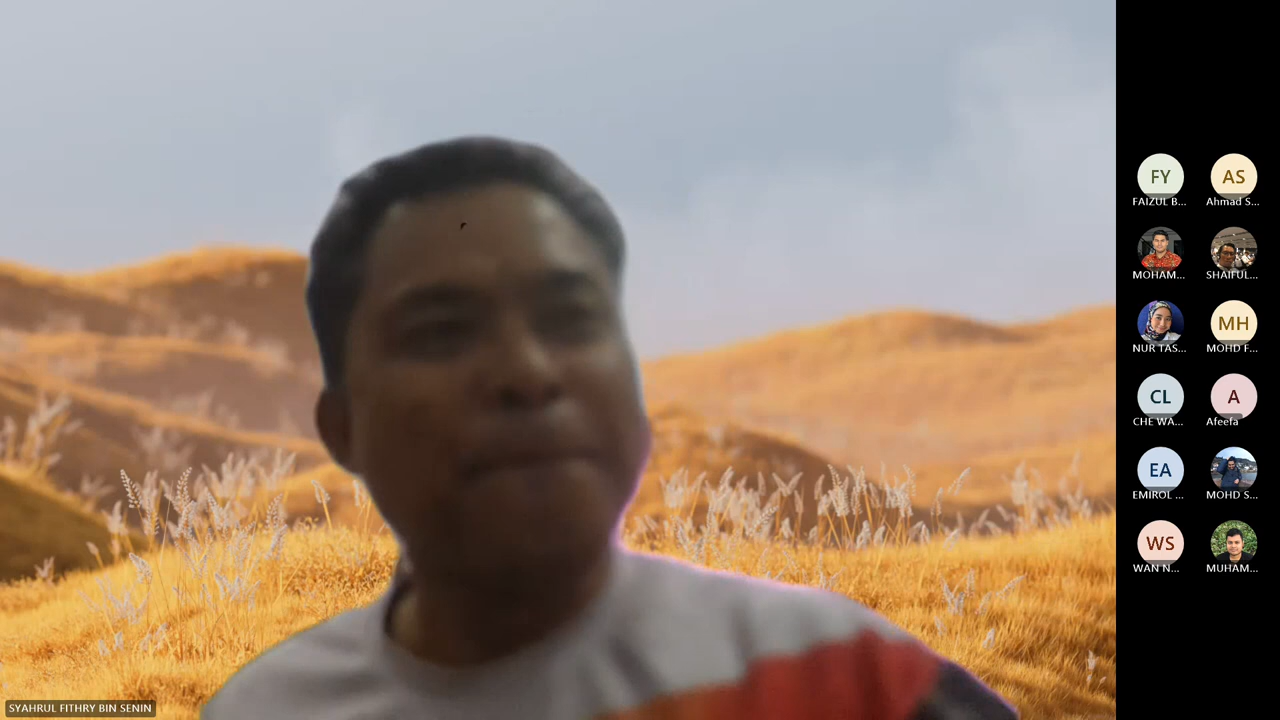 FY
FAIZUL B...
AS
Ahmad S...
MOHAM...
SHAIFUL...
NUR TAS...
MH
MOHD F...
CL
CHE WA...
A
Afeefa
EA
EMIROL ...
MOHD S...
WS
WAN N...
MUHAM...
SYAHRUL FITHRY BIN SENIN